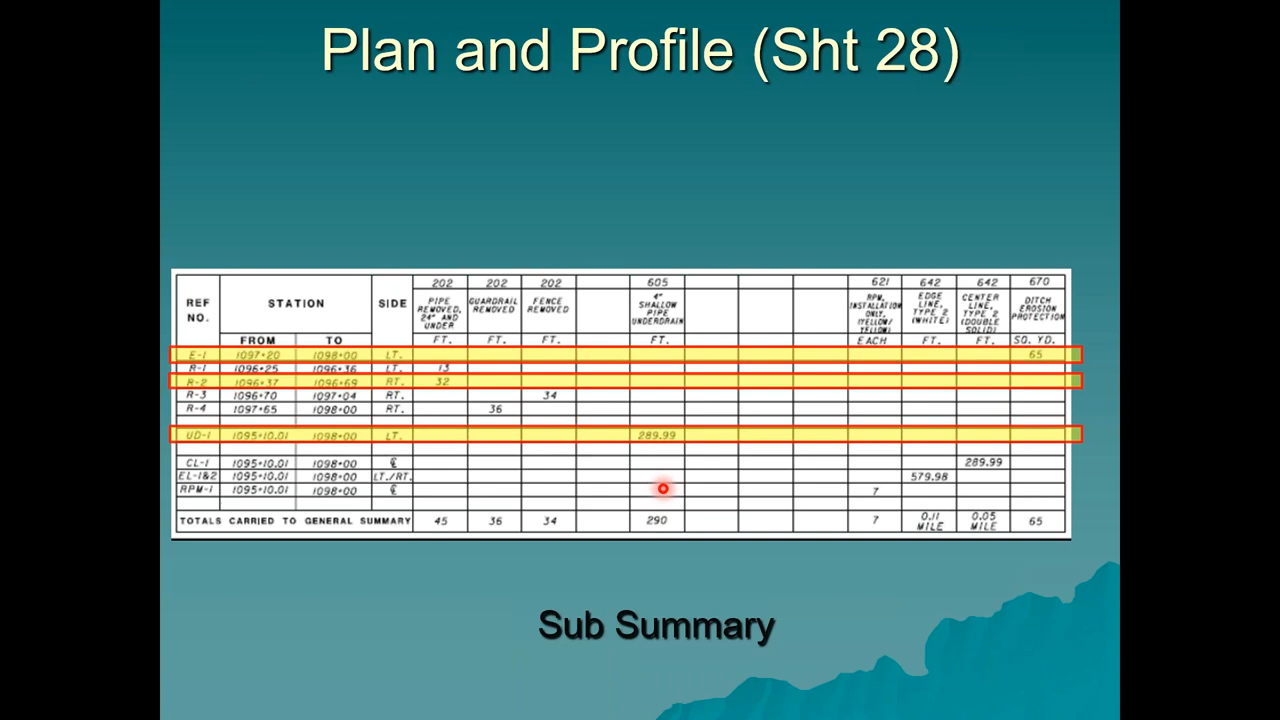 Plan and Profile (Sht 28)
202 202 202 605 621 642 642 670
REF NO. STATION SIDE PIPE REMOVED, 24" AND UNDER GUARDRAIL REMOVED FENCE REMOVED 4" SHALLOW PIPE UNDERDRAIN RPM, INSTALLATION ONLY, (YELLOW/YELLOW) EDGE LINE, TYPE 2 (WHITE) CENTER LINE, TYPE 2 (DOUBLE SOLID) DITCH EROSION PROTECTION
FROM TO FT. FT. FT. FT. EACH FT. FT. SQ. YD.
E-1 1097+20 1098+00 LT. 65
R-1 1096+25 1096+36 LT. 13
R-2 1096+37 1096+69 RT. 32
R-3 1096+70 1097+04 RT. 34
R-4 1097+65 1098+00 RT. 36
UD-1 1095+10.01 1098+00 LT. 289.99
CL-1 1095+10.01 1098+00 ℄ 289.99
EL-1&2 1095+10.01 1098+00 LT./RT. 579.98
RPM-1 1095+10.01 1098+00 ℄ 7
TOTALS CARRIED TO GENERAL SUMMARY 45 36 34 290 7 0.11 MILE 0.05 MILE 65
Sub Summary